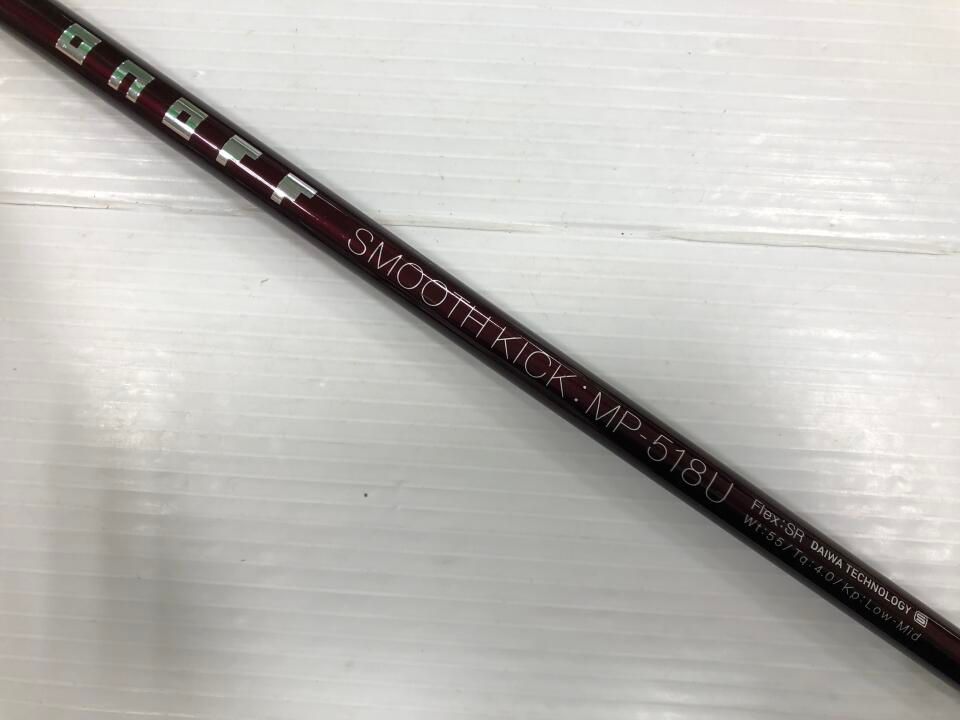 onoff
SMOOTH KICK : MP-518U
Flex:SR DAIWA TECHNOLOGY
Wt:55/Tq:4.0/Kp:Low-Mid